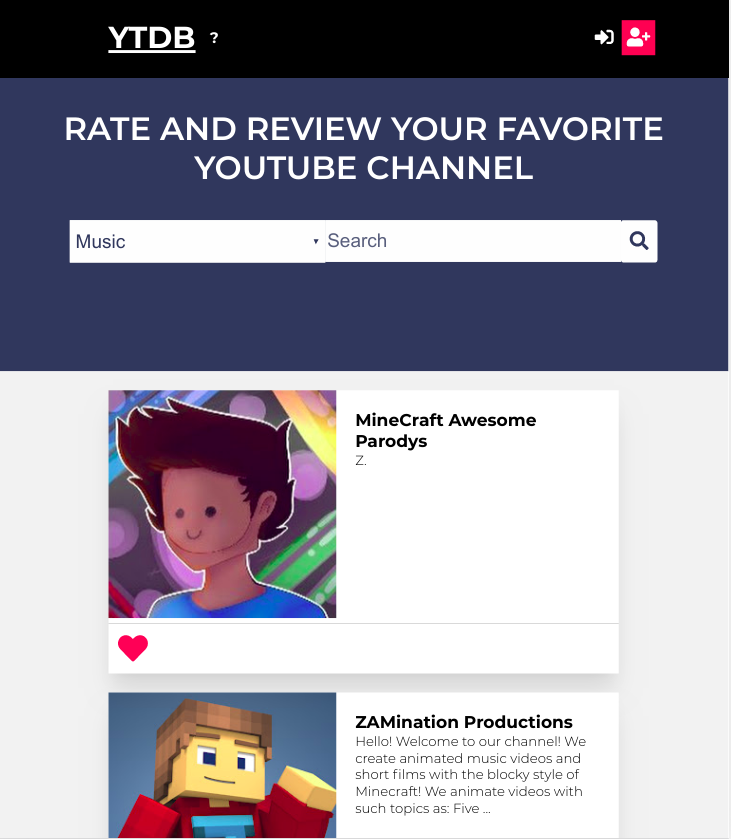 YTDB ?
RATE AND REVIEW YOUR FAVORITE
YOUTUBE CHANNEL
Music
Search
MineCraft Awesome
Parodys
Z.
ZAMination Productions
Hello! Welcome to our channel! We
create animated music videos and
short films with the blocky style of
Minecraft! We animate videos with
such topics as: Five ...